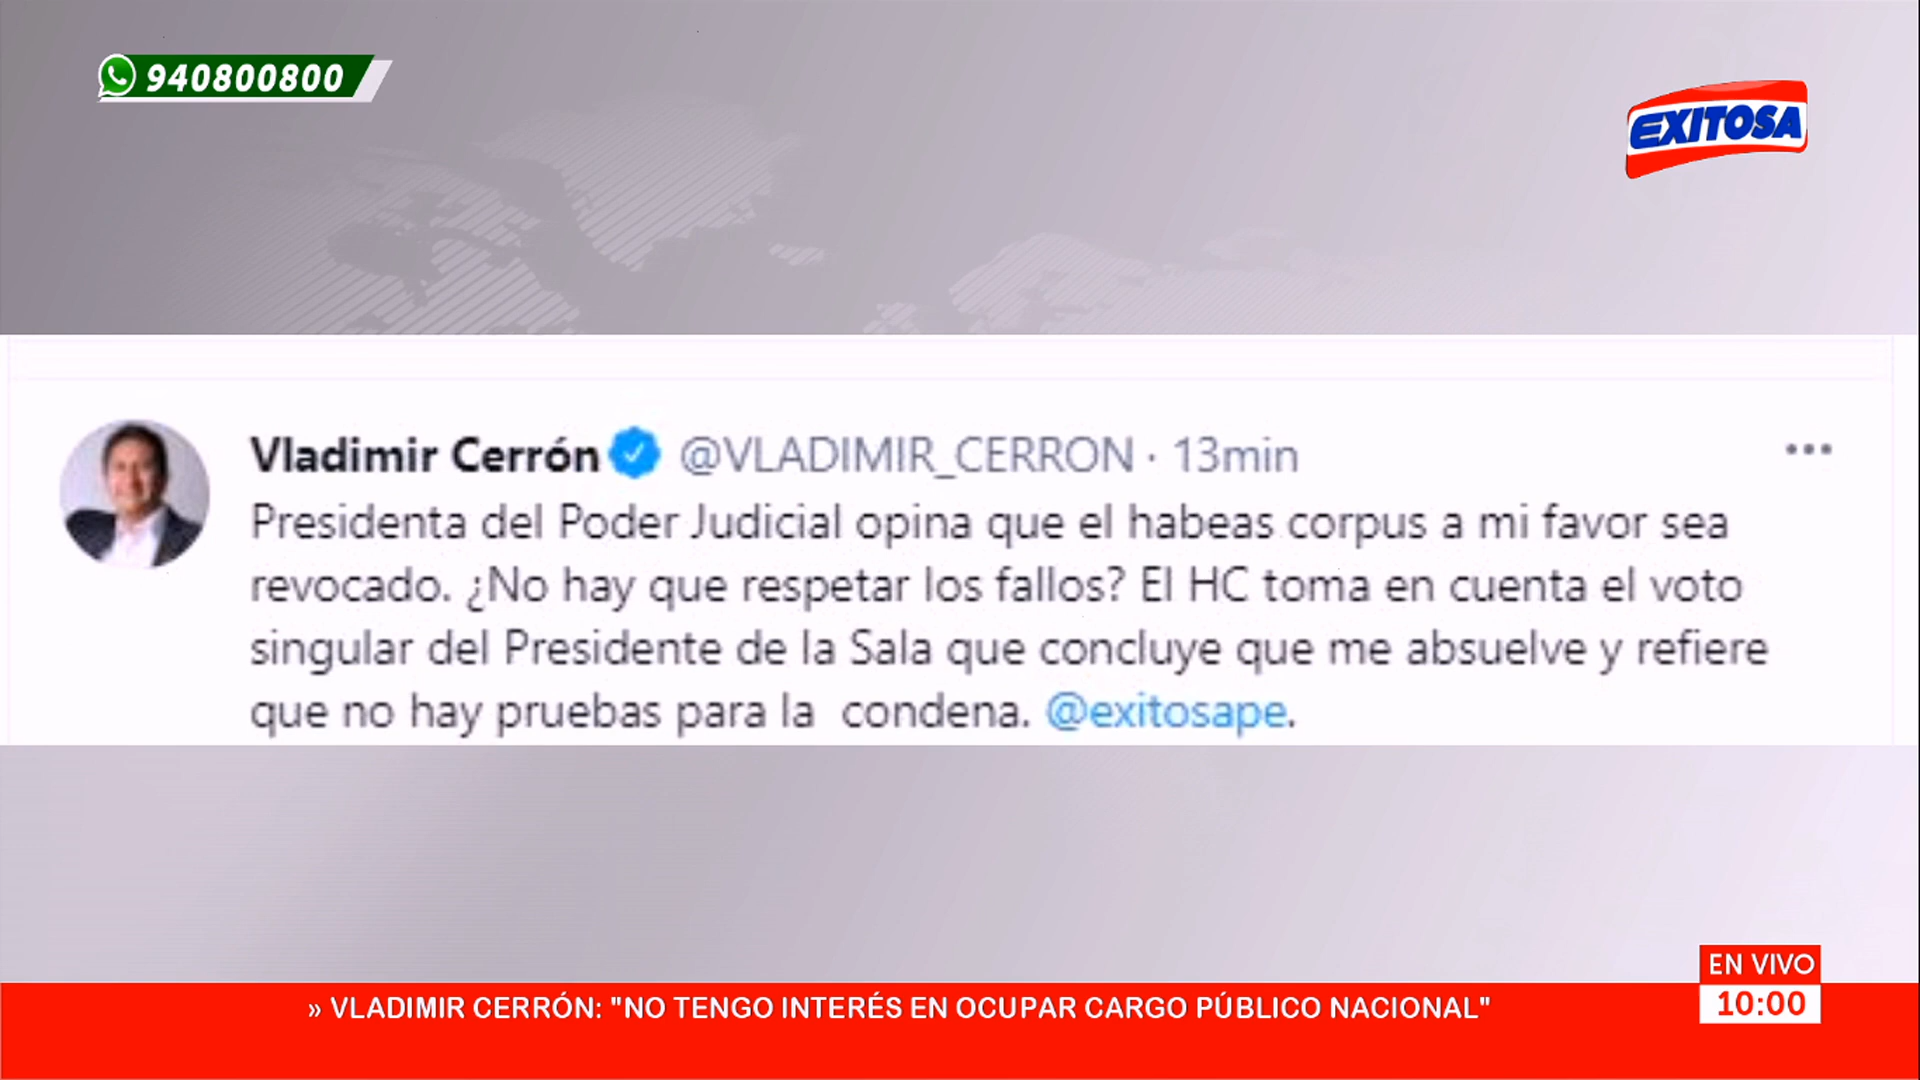 940800800
EXITOSA
Vladimir Cerrón @VLADIMIR_CERRON · 13min
Presidenta del Poder Judicial opina que el habeas corpus a mi favor sea
revocado. ¿No hay que respetar los fallos? El HC toma en cuenta el voto
singular del Presidente de la Sala que concluye que me absuelve y refiere
que no hay pruebas para la condena. @exitosape.
EN VIVO
» VLADIMIR CERRÓN: "NO TENGO INTERÉS EN OCUPAR CARGO PÚBLICO NACIONAL"
10:00